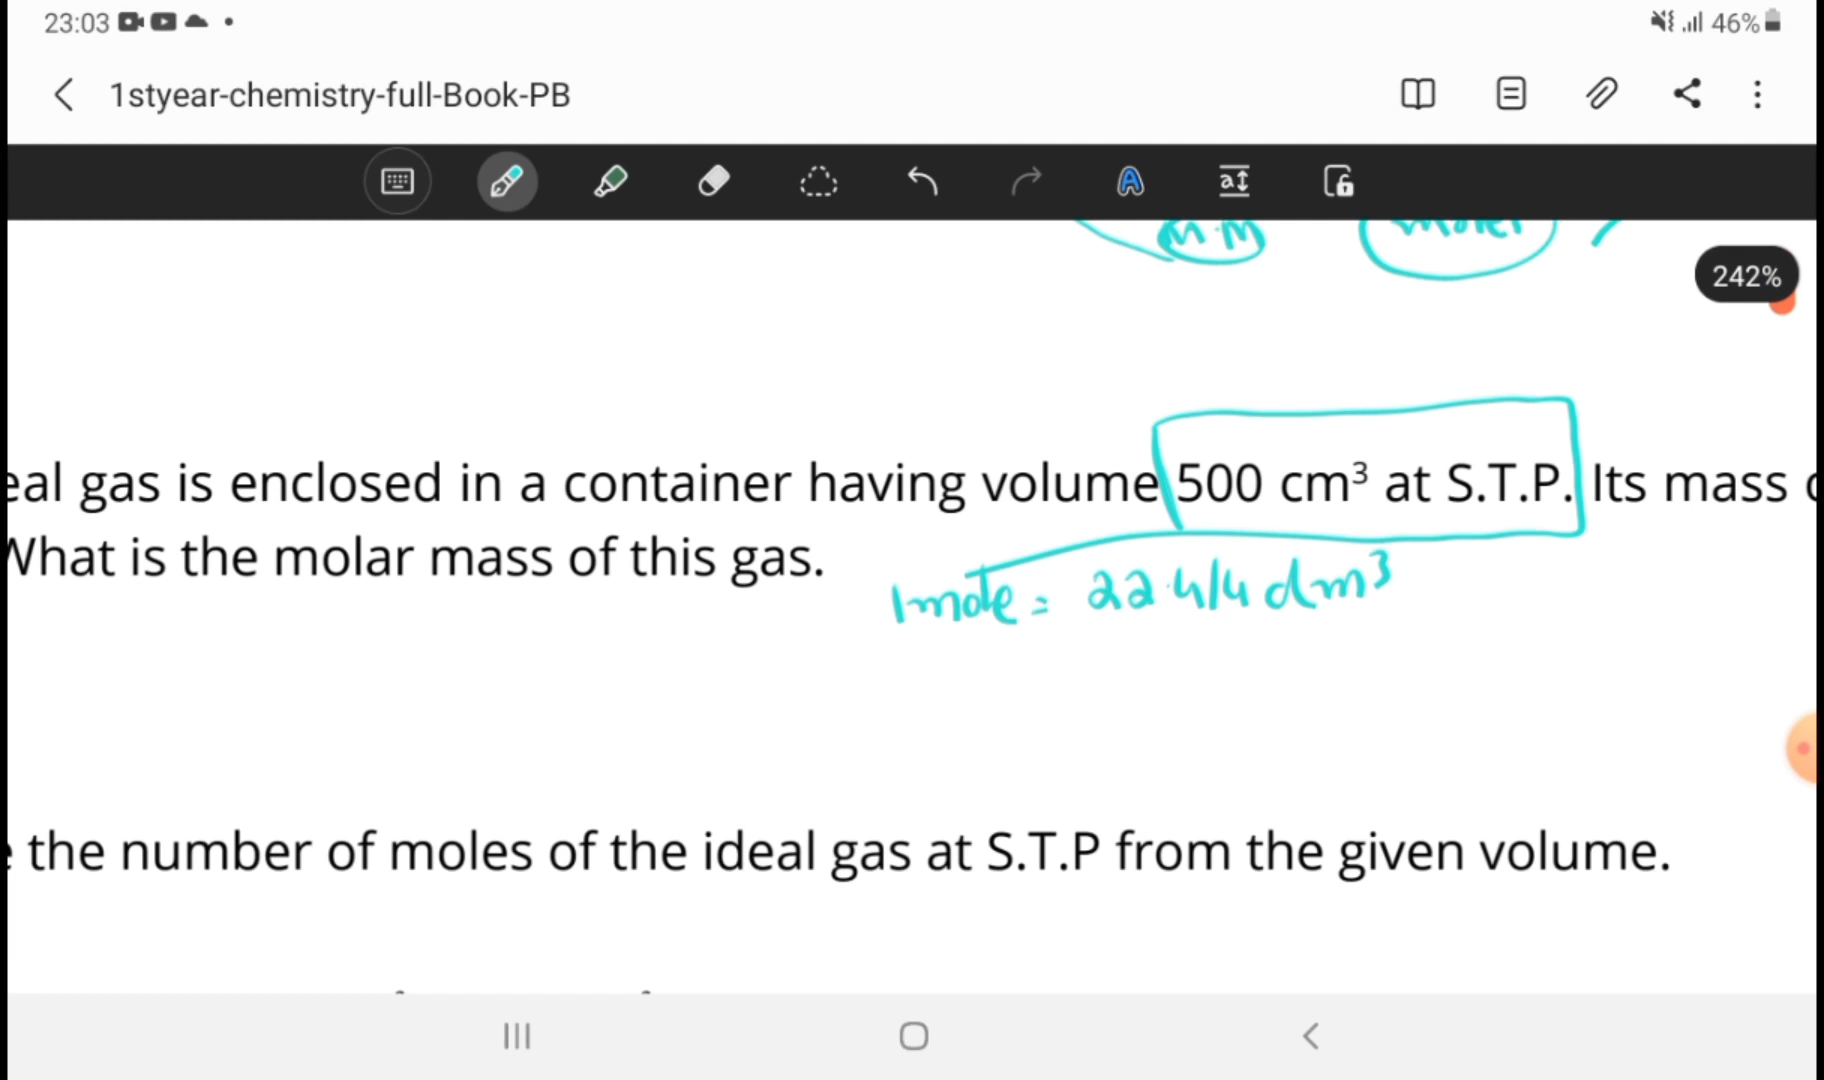 23:03
46%
1styear-chemistry-full-Book-PB
M.M
242%
eal gas is enclosed in a container having volume 500 cm³ at S.T.P. Its mass
What is the molar mass of this gas.
1mole = 22.414 dm³
the number of moles of the ideal gas at S.T.P from the given volume.